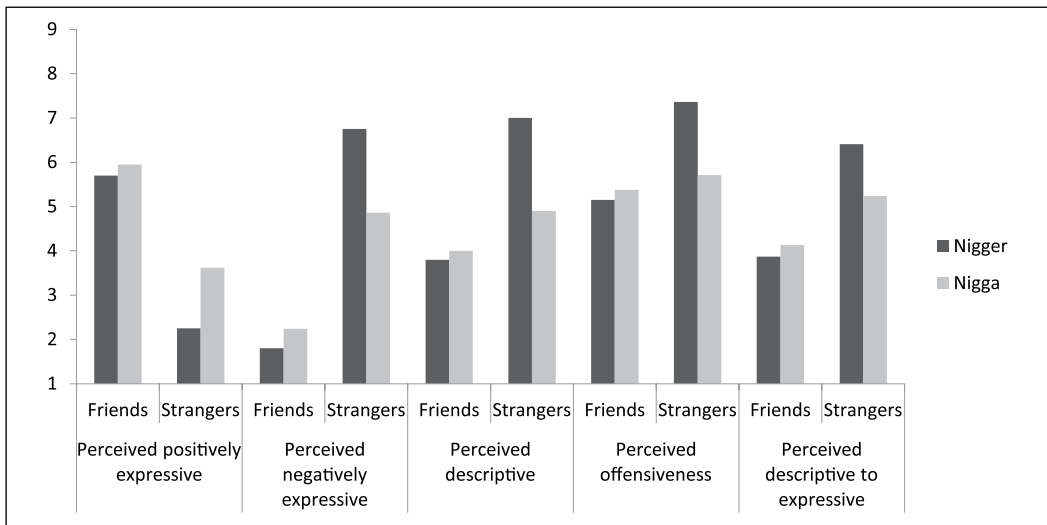 9
8
7
6
5
4
3
2
1
Friends Strangers Friends Strangers Friends Strangers Friends Strangers Friends Strangers
Perceived positively expressive
Perceived negatively expressive
Perceived descriptive
Perceived offensiveness
Perceived descriptive to expressive
Nigger
Nigga